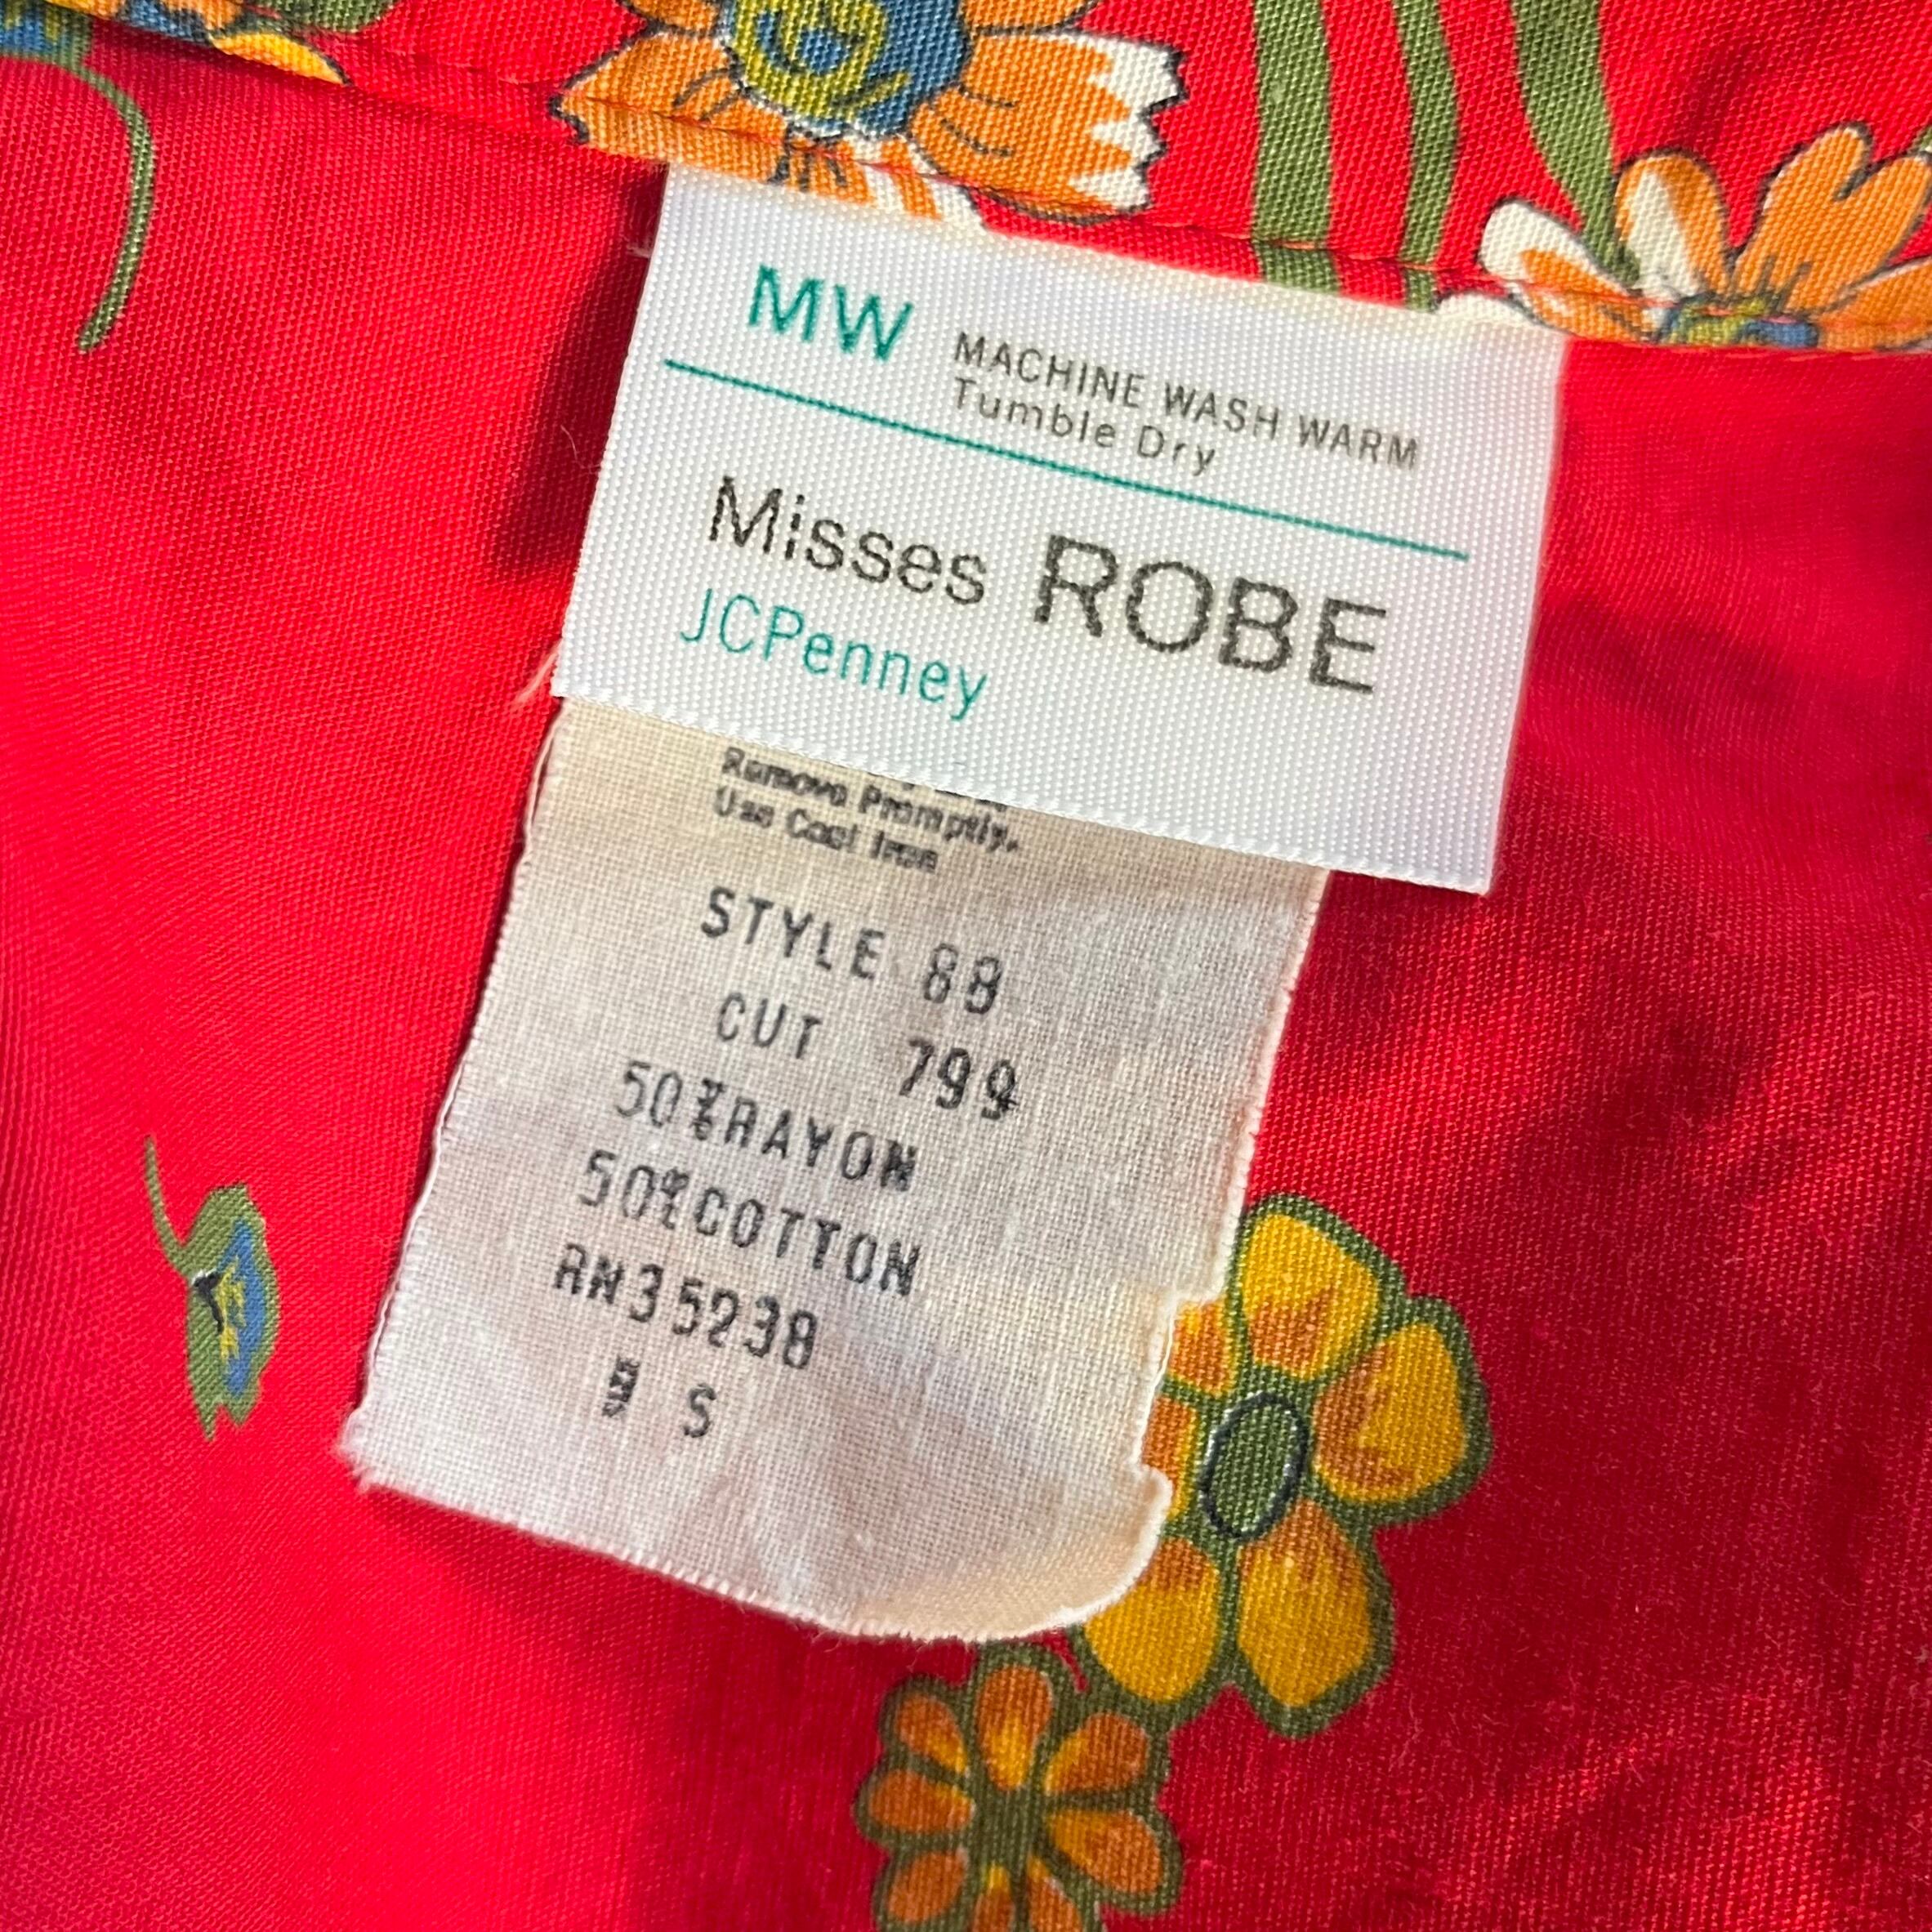 MW MACHINE WASH WARM
Tumble Dry
Misses ROBE
JCPenney
Remove Promptly.
Use Cool Iron
STYLE 88
CUT 799
50% RAYON
50% COTTON
RN35238
S